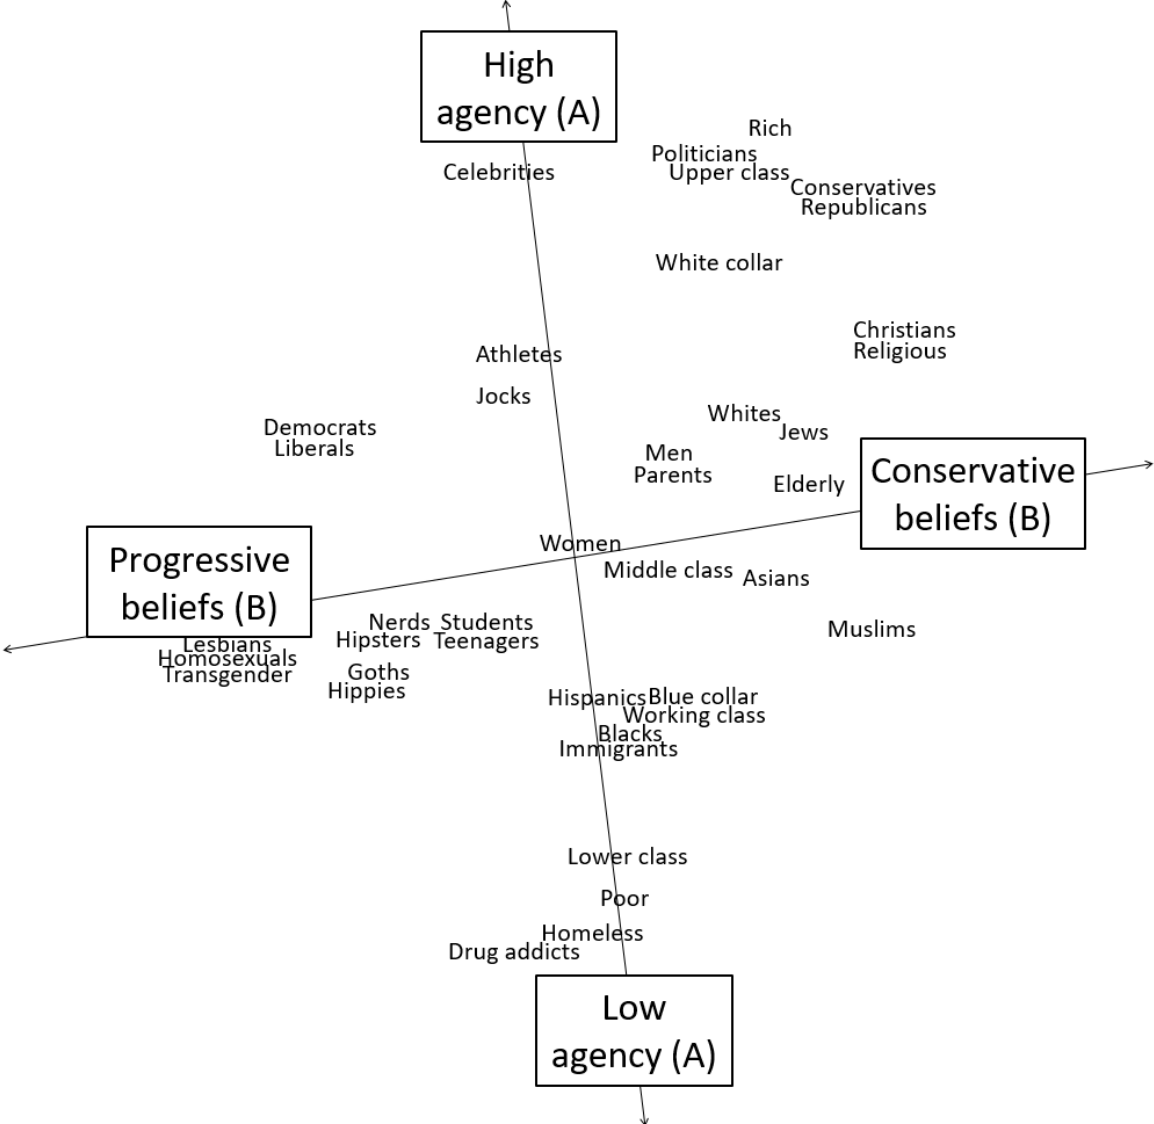 High
agency (A)
Rich
Politicians
Celebrities
Upper class
Conservatives
Republicans
White collar
Christians
Religious
Athletes
Jocks
Whites
Democrats
Jews
Liberals
Men
Parents
Elderly
Conservative
beliefs (B)
Women
Progressive
beliefs (B)
Middle class
Asians
Nerds
Students
Muslims
Hipsters
Teenagers
Lesbians
Homosexuals
Transgender
Goths
Hippies
Hispanics
Blue collar
Working class
Blacks
Immigrants
Lower class
Poor
Homeless
Drug addicts
Low
agency (A)